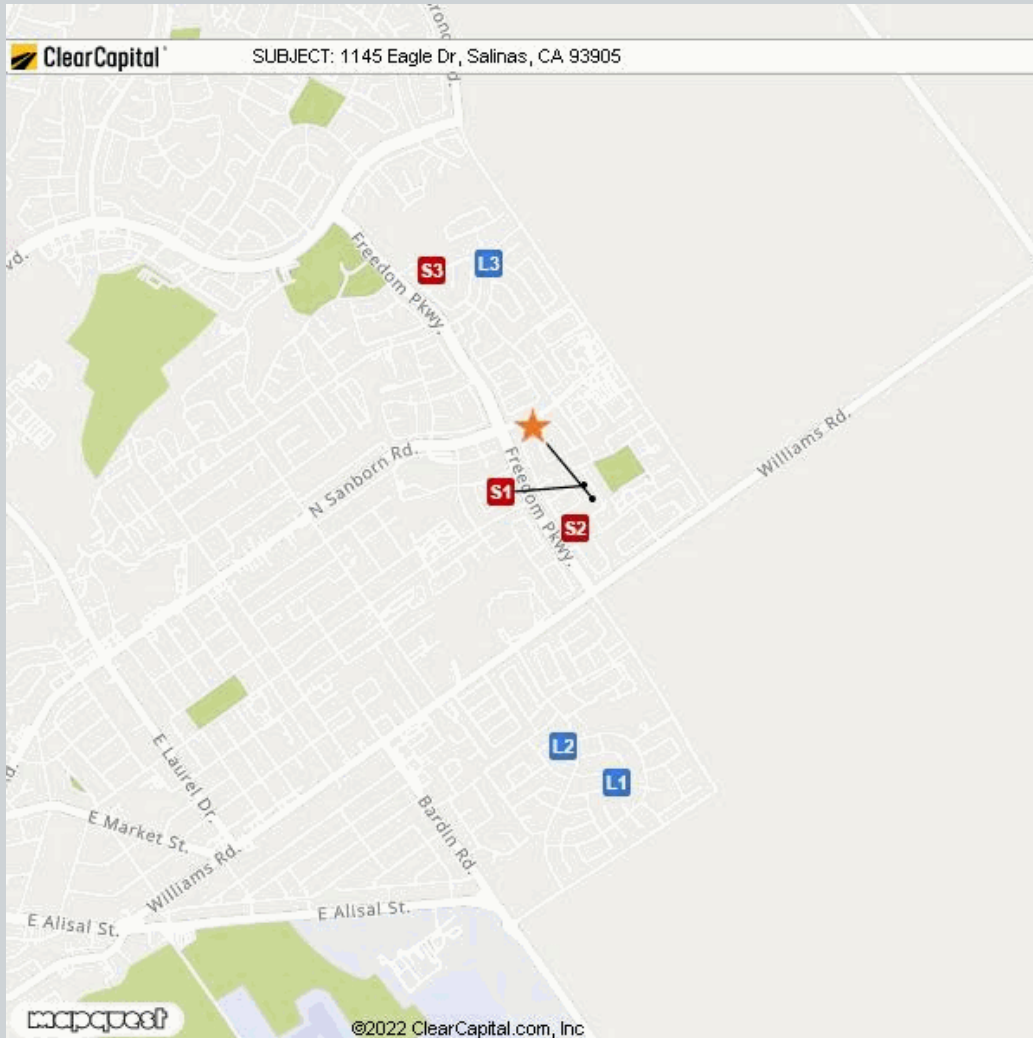 ronc
d.
ClearCapital
SUBJECT: 1145 Eagle Dr, Salinas, CA 93905
vd.
Freedom Pkwy.
S3
L3
Williams Rd.
N Sanborn Rd.
Freedom Pkwy.
S1
S2
L2
L1
E Laurel Dr.
d.
E Market St.
Bardin Rd.
Williams Rd.
E Alisal St.
E Alisal St.
mapquest
©2022 ClearCapital.com, Inc